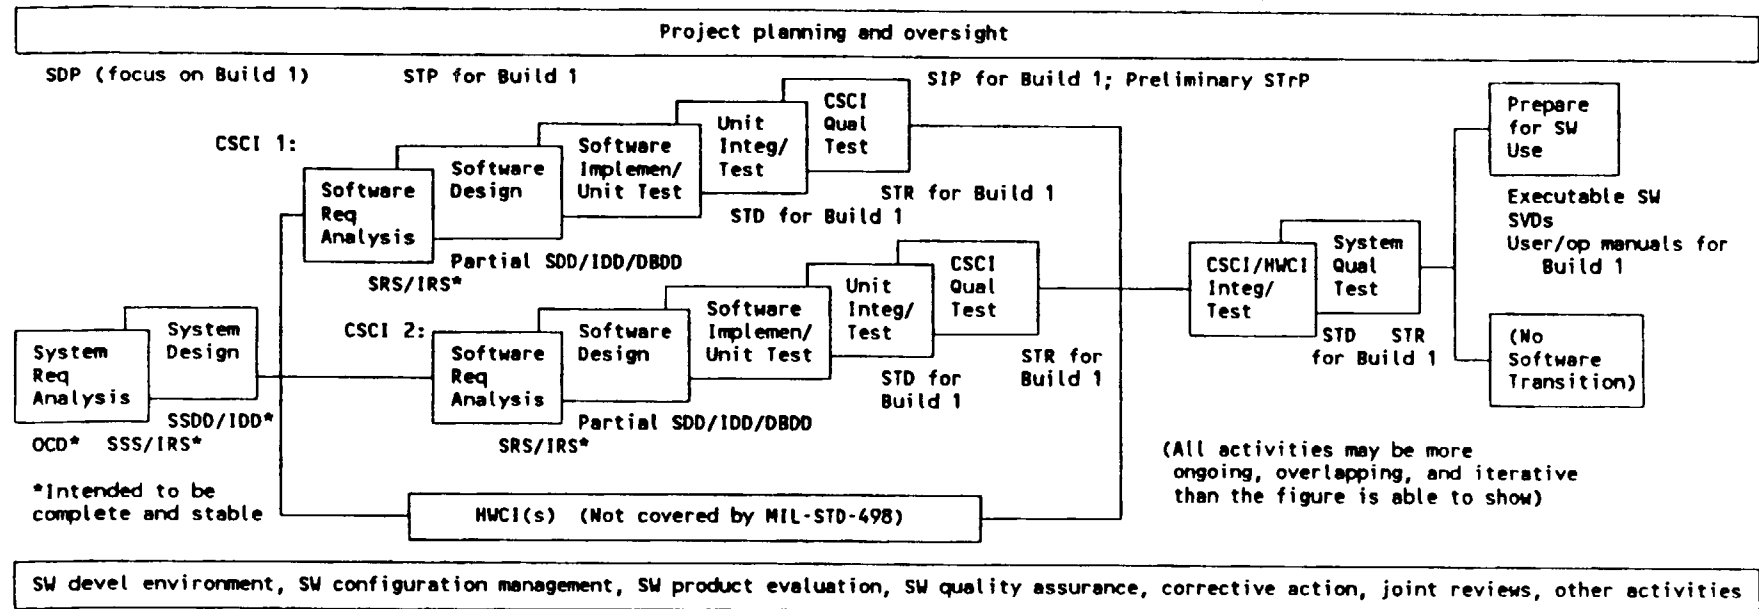 Project planning and oversight
SDP (focus on Build 1)
STP for Build 1
SIP for Build 1; Preliminary STrP
CSCI 1:
Software
Req
Analysis
Software
Design
Software
Implemen/
Unit Test
Unit
Integ/
Test
CSCI
Qual
Test
SRS/IRS*
Partial SDD/IDD/DBDD
STD for Build 1
STR for Build 1
System
Req
Analysis
System
Design
OCD* SSS/IRS*
SSDD/IDD*
*Intended to be
complete and stable
CSCI 2:
Software
Req
Analysis
Software
Design
Software
Implemen/
Unit Test
Unit
Integ/
Test
CSCI
Qual
Test
SRS/IRS*
Partial SDD/IDD/DBDD
STD for
Build 1
STR for
Build 1
HWCI(s) (Not covered by MIL-STD-498)
CSCI/HWCI
Integ/
Test
System
Qual
Test
STD STR
for Build 1
Prepare
for SW
Use
Executable SW
SVDs
User/op manuals for
Build 1
(No
Software
Transition)
(All activities may be more
ongoing, overlapping, and iterative
than the figure is able to show)
SW devel environment, SW configuration management, SW product evaluation, SW quality assurance, corrective action, joint reviews, other activities